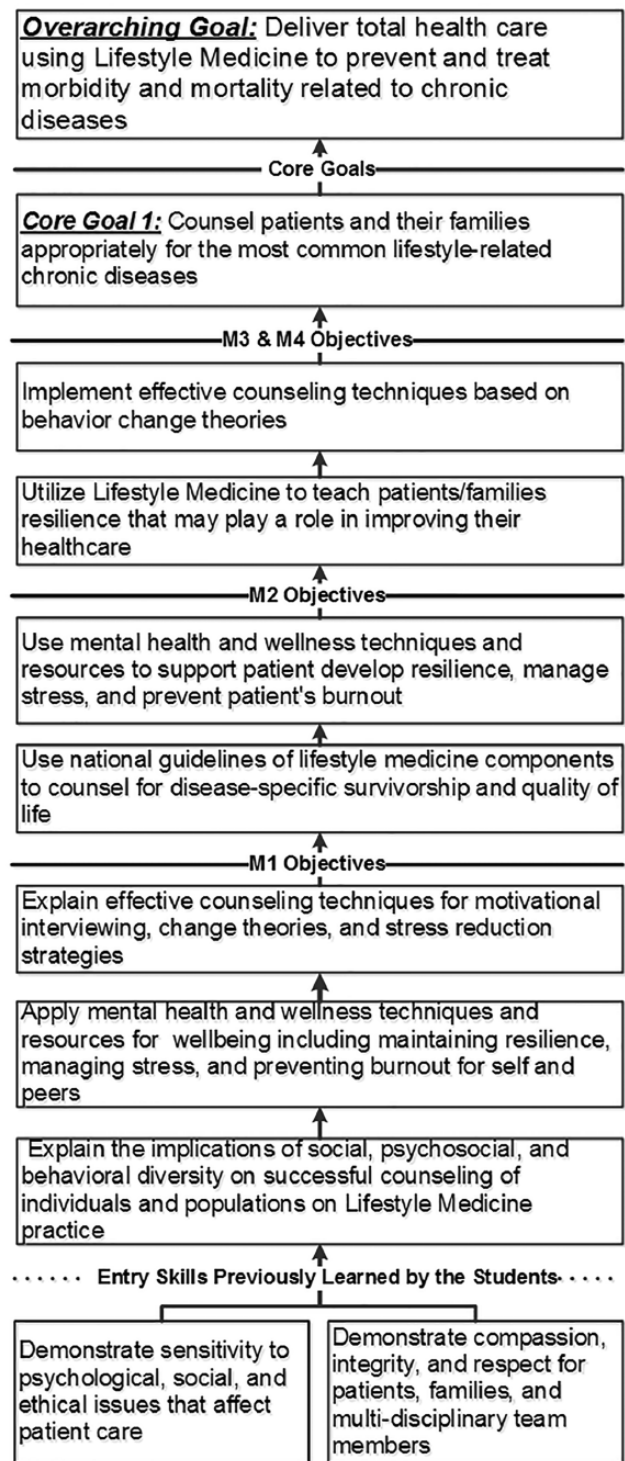 Overarching Goal: Deliver total health care
using Lifestyle Medicine to prevent and treat
morbidity and mortality related to chronic
diseases
Core Goals
Core Goal 1: Counsel patients and their families
appropriately for the most common lifestyle-related
chronic diseases
M3 & M4 Objectives
Implement effective counseling techniques based on
behavior change theories
Utilize Lifestyle Medicine to teach patients/families
resilience that may play a role in improving their
healthcare
M2 Objectives
Use mental health and wellness techniques and
resources to support patient develop resilience, manage
stress, and prevent patient's burnout
Use national guidelines of lifestyle medicine components
to counsel for disease-specific survivorship and quality of
life
M1 Objectives
Explain effective counseling techniques for motivational
interviewing, change theories, and stress reduction
strategies
Apply mental health and wellness techniques and
resources for wellbeing including maintaining resilience,
managing stress, and preventing burnout for self and
peers
Explain the implications of social, psychosocial, and
behavioral diversity on successful counseling of
individuals and populations on Lifestyle Medicine
practice
Entry Skills Previously Learned by the Students
Demonstrate sensitivity to
psychological, social, and
ethical issues that affect
patient care
Demonstrate compassion,
integrity, and respect for
patients, families, and
multi-disciplinary team
members